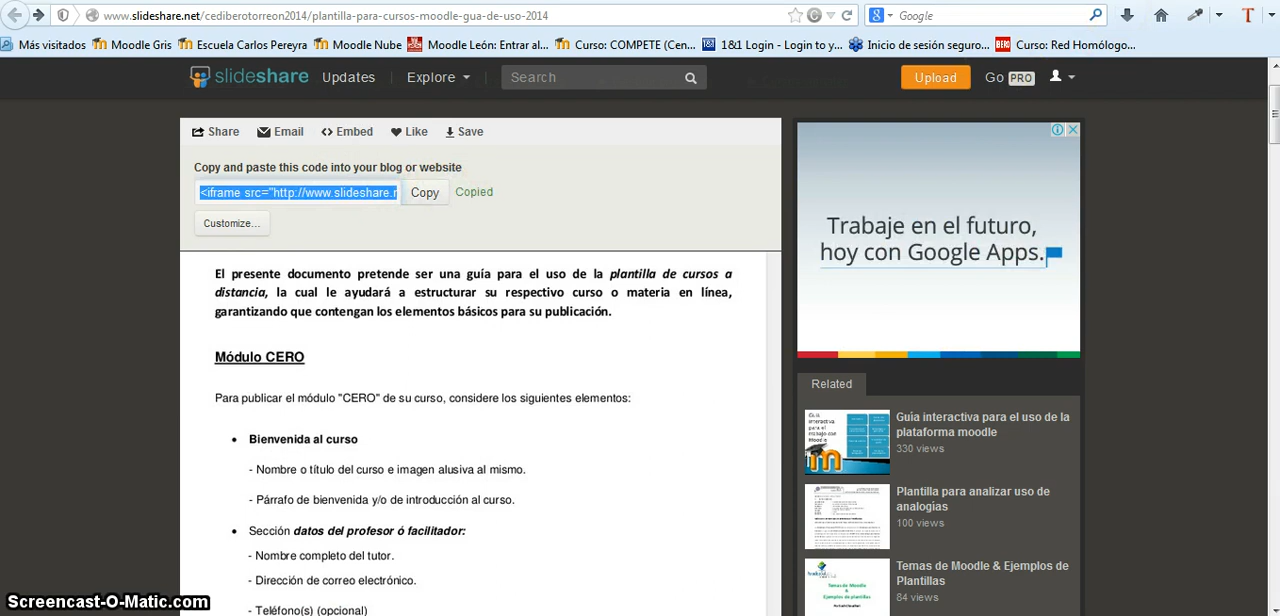 www.slideshare.net/cediberotorreon2014/plantilla-para-cursos-moodle-gua-de-uso-2014
Google
Más visitados
Moodle Gris
Escuela Carlos Pereyra
Moodle Nube
Moodle León: Entrar al...
Curso: COMPETE (Cen...
1&1 Login - Login to y...
Inicio de sesión seguro...
Curso: Red Homólogo...
slideshare
Updates
Explore
Search
Upload
Go PRO
Share
Email
Embed
Like
Save
Copy and paste this code into your blog or website
<iframe src="http://www.slideshare.r
Copy
Copied
Customize...
El presente documento pretende ser una guía para el uso de la plantilla de cursos a
distancia, la cual le ayudará a estructurar su respectivo curso o materia en línea,
garantizando que contengan los elementos básicos para su publicación.
Módulo CERO
Para publicar el módulo "CERO" de su curso, considere los siguientes elementos:
• Bienvenida al curso
- Nombre o título del curso e imagen alusiva al mismo.
- Párrafo de bienvenida y/o de introducción al curso.
• Sección datos del profesor ó facilitador:
- Nombre completo del tutor.
- Dirección de correo electrónico.
- Teléfono(s) (opcional)
Trabaje en el futuro,
hoy con Google Apps.
Related
Guia interactiva para el uso de la
plataforma moodle
330 views
Plantilla para analizar uso de
analogías
100 views
Temas de Moodle & Ejemplos de
Plantillas
84 views
Screencast-O-Matic.com